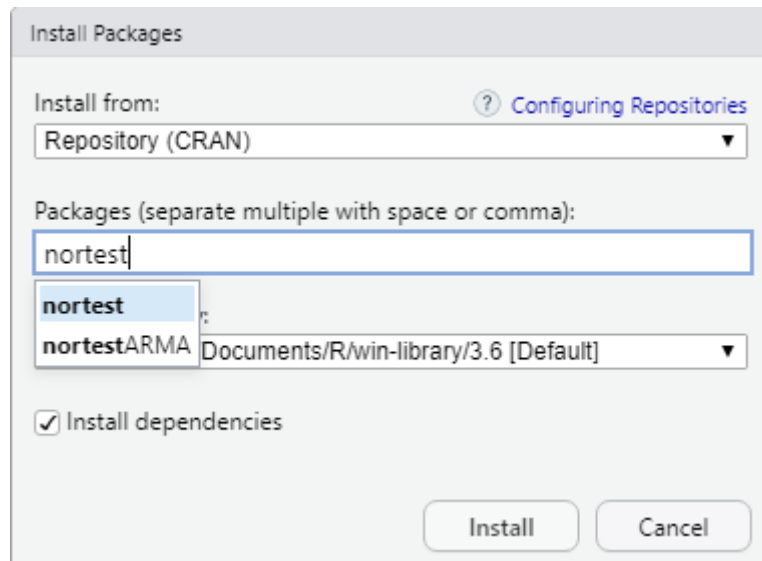 Install Packages
Install from:
? Configuring Repositories
Repository (CRAN)
Packages (separate multiple with space or comma):
nortest
nortest
nortestARMA
Documents/R/win-library/3.6 [Default]
Install dependencies
Install
Cancel